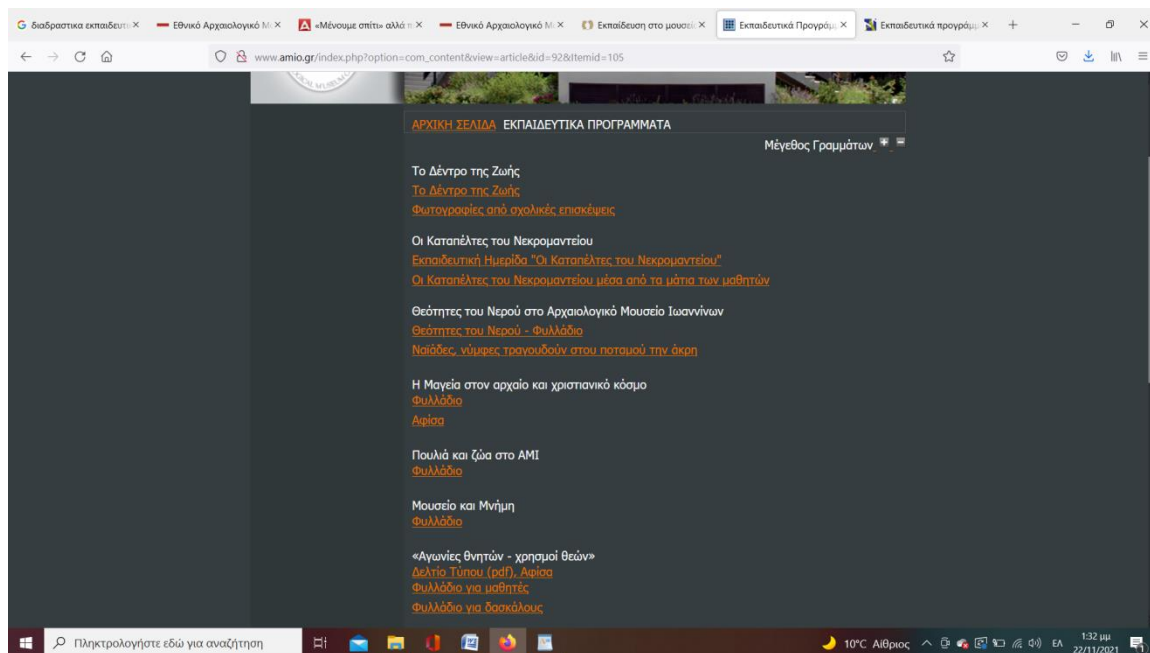 διαδραστικα εκπαιδευτι
Εθνικό Αρχαιολογικό Μ
«Μένουμε σπίτι» αλλά π
Εθνικό Αρχαιολογικό Μ
Εκπαίδευση στο μουσεί
Εκπαιδευτικά Προγράμ
Εκπαιδευτικά προγράμμ
www.amio.gr/index.php?option=com_content&view=article&id=92&Itemid=105
ΑΡΧΙΚΗ ΣΕΛΙΔΑ ΕΚΠΑΙΔΕΥΤΙΚΑ ΠΡΟΓΡΑΜΜΑΤΑ
Μέγεθος Γραμμάτων
Το Δέντρο της Ζωής
Το Δέντρο της Ζωής
Φωτογραφίες από σχολικές επισκέψεις
Οι Καταπέλτες του Νεκρομαντείου
Εκπαιδευτική Ημερίδα "Οι Καταπέλτες του Νεκρομαντείου"
Οι Καταπέλτες του Νεκρομαντείου μέσα από τα μάτια των μαθητών
Θεότητες του Νερού στο Αρχαιολογικό Μουσείο Ιωαννίνων
Θεότητες του Νερού - Φυλλάδιο
Ναϊάδες, νύμφες τραγουδούν στου ποταμού την άκρη
Η Μαγεία στον αρχαίο και χριστιανικό κόσμο
Φυλλάδιο
Αφίσα
Πουλιά και ζώα στο ΑΜΙ
Φυλλάδιο
Μουσείο και Μνήμη
Φυλλάδιο
«Αγωνίες θνητών - χρησμοί θεών»
Δελτίο Τύπου (pdf), Αφίσα
Φυλλάδιο για μαθητές
Φυλλάδιο για δασκάλους
Πληκτρολογήστε εδώ για αναζήτηση
10°C Αίθριος
ΕΛ
1:32 μμ
22/11/2021